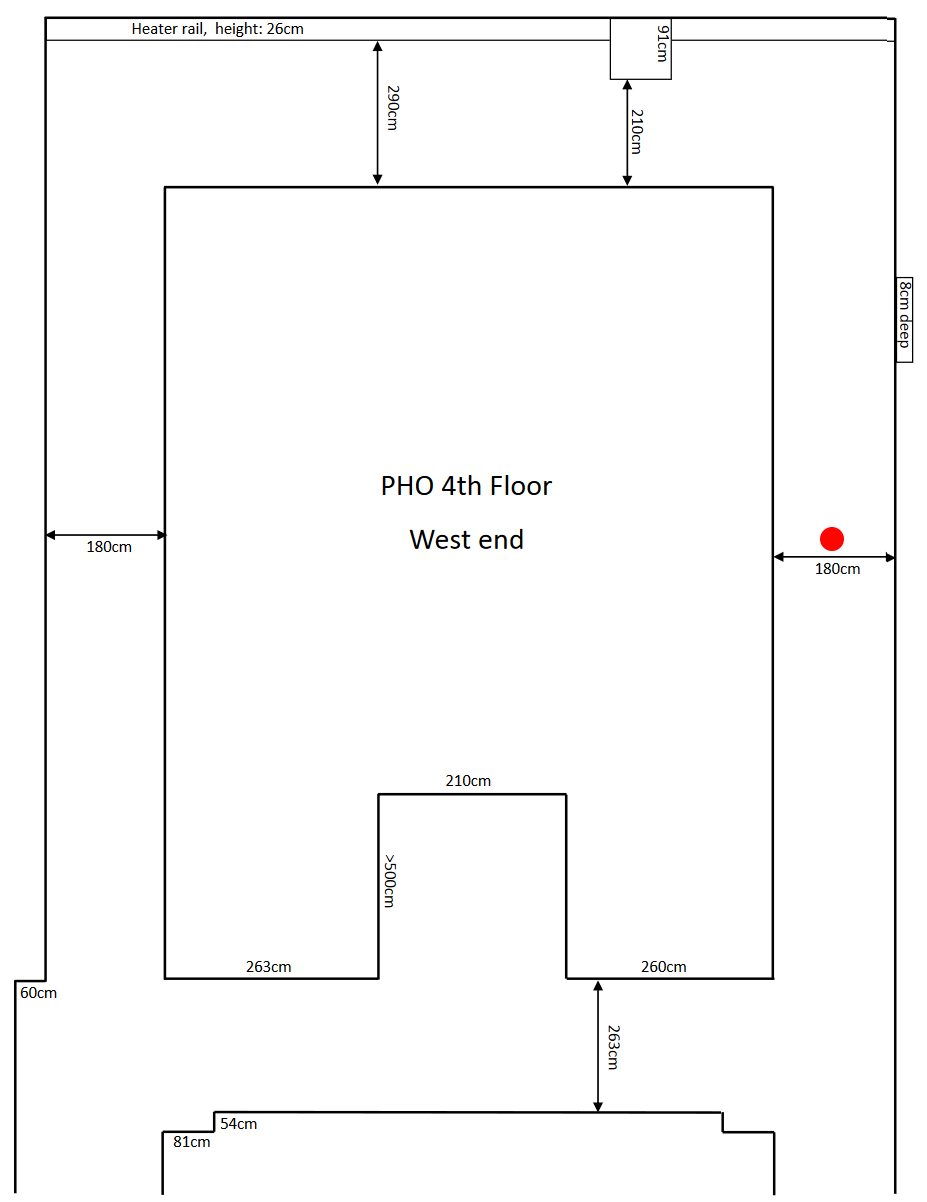 Heater rail,  height: 26cm
91cm
290cm
210cm
8cm deep
PHO 4th Floor
West end
180cm
180cm
210cm
>500cm
263cm
260cm
60cm
263cm
54cm
81cm